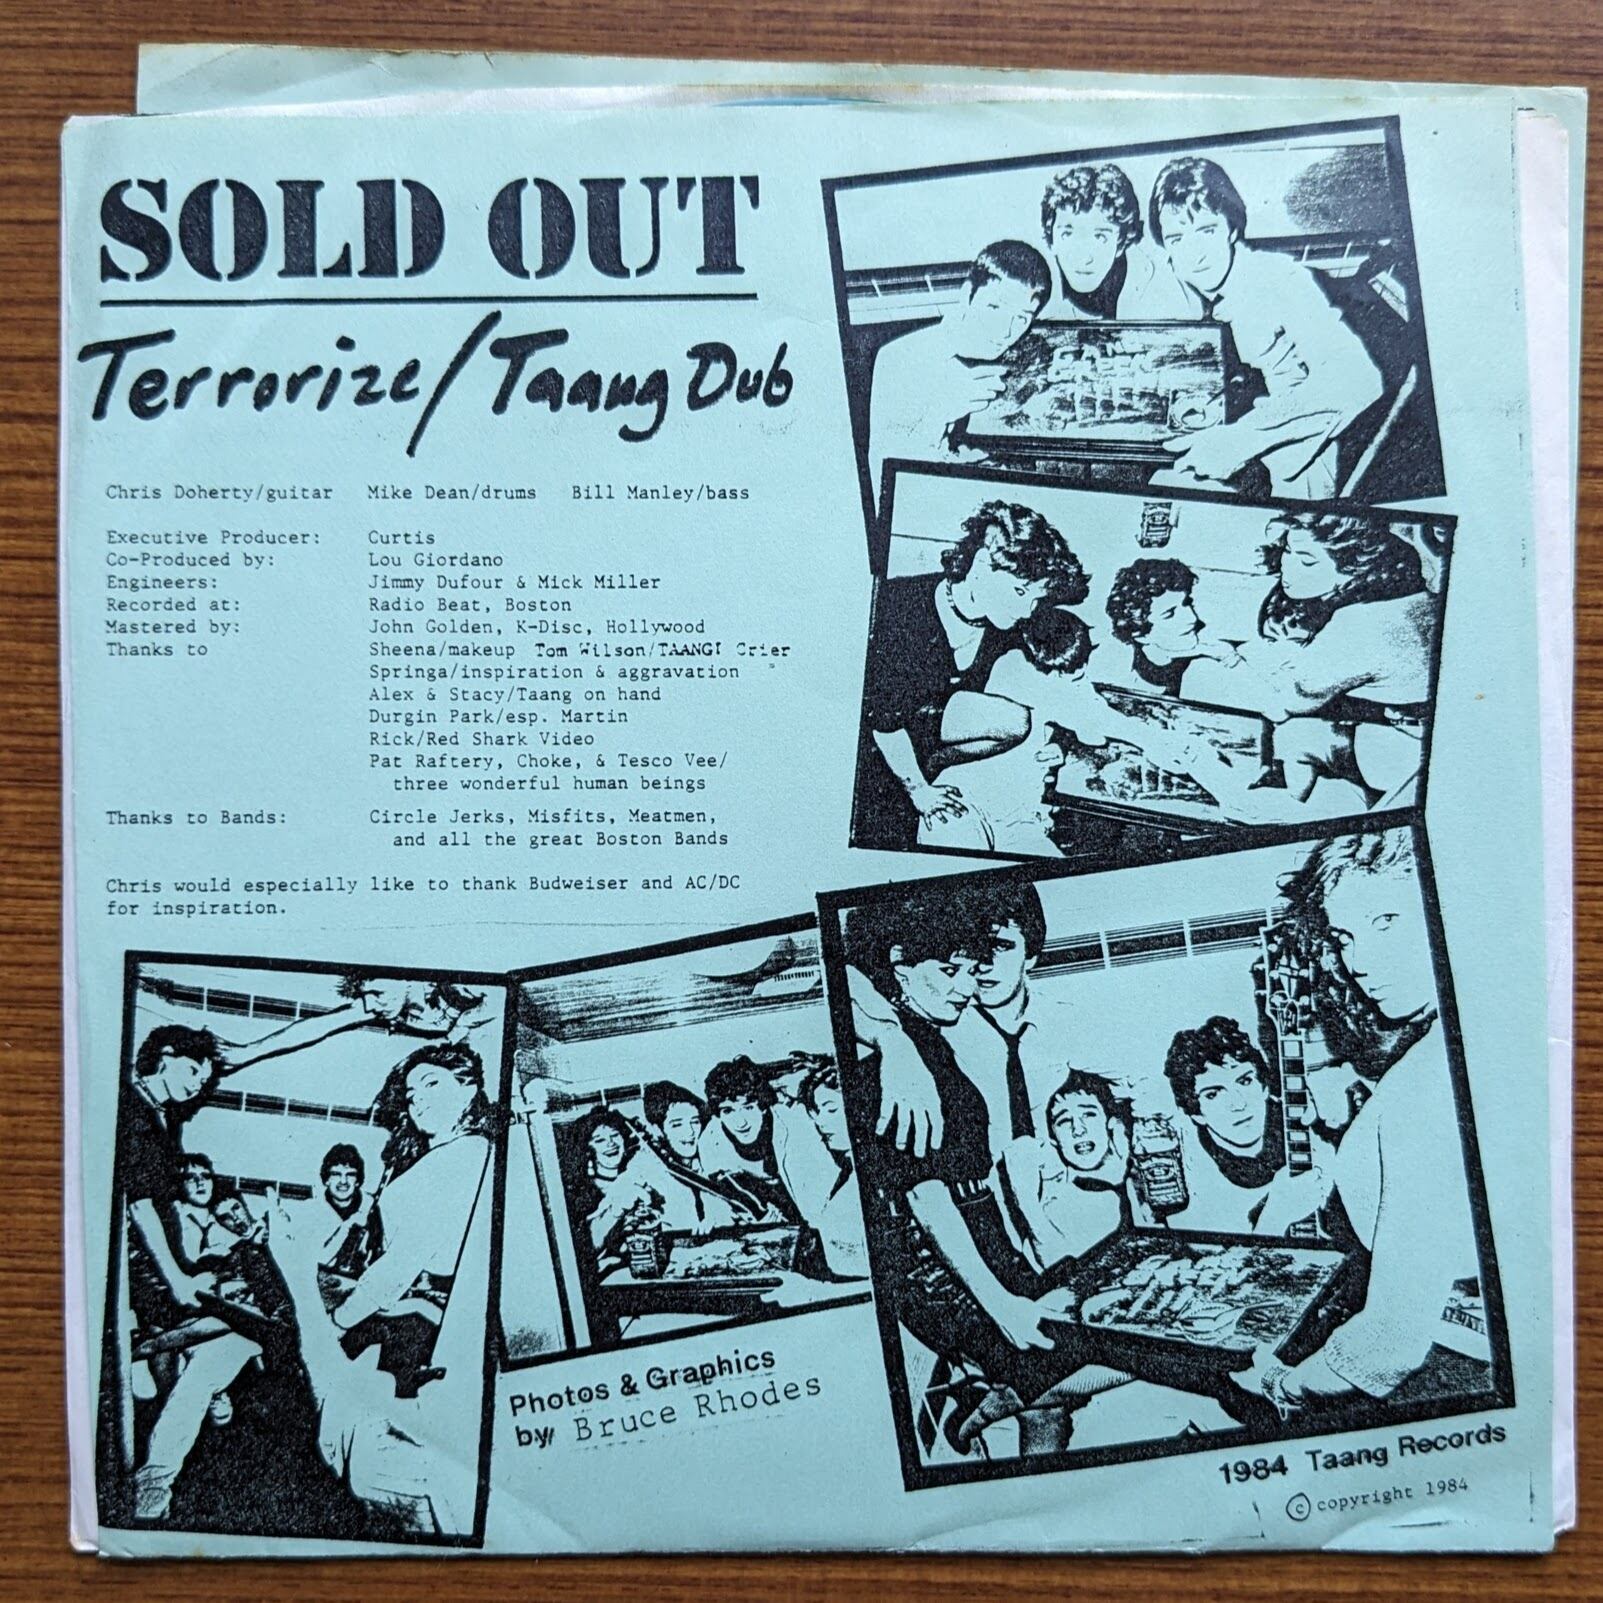 SOLD OUT
Terrorize/Taang Dub
Chris Doherty/guitar Mike Dean/drums Bill Manley/bass
Executive Producer: Curtis
Co-Produced by: Lou Giordano
Engineers: Jimmy Dufour & Mick Miller
Recorded at: Radio Beat, Boston
Mastered by: John Golden, K-Disc, Hollywood
Thanks to Sheena/makeup Tom Wilson/TAANG! Crier
Springa/inspiration & aggravation
Alex & Stacy/Taang on hand
Durgin Park/esp. Martin
Rick/Red Shark Video
Pat Raftery, Choke, & Tesco Vee/
three wonderful human beings
Thanks to Bands: Circle Jerks, Misfits, Meatmen,
and all the great Boston Bands
Chris would especially like to thank Budweiser and AC/DC
for inspiration.
Photos & Graphics
by Bruce Rhodes
1984 Taang Records
© copyright 1984